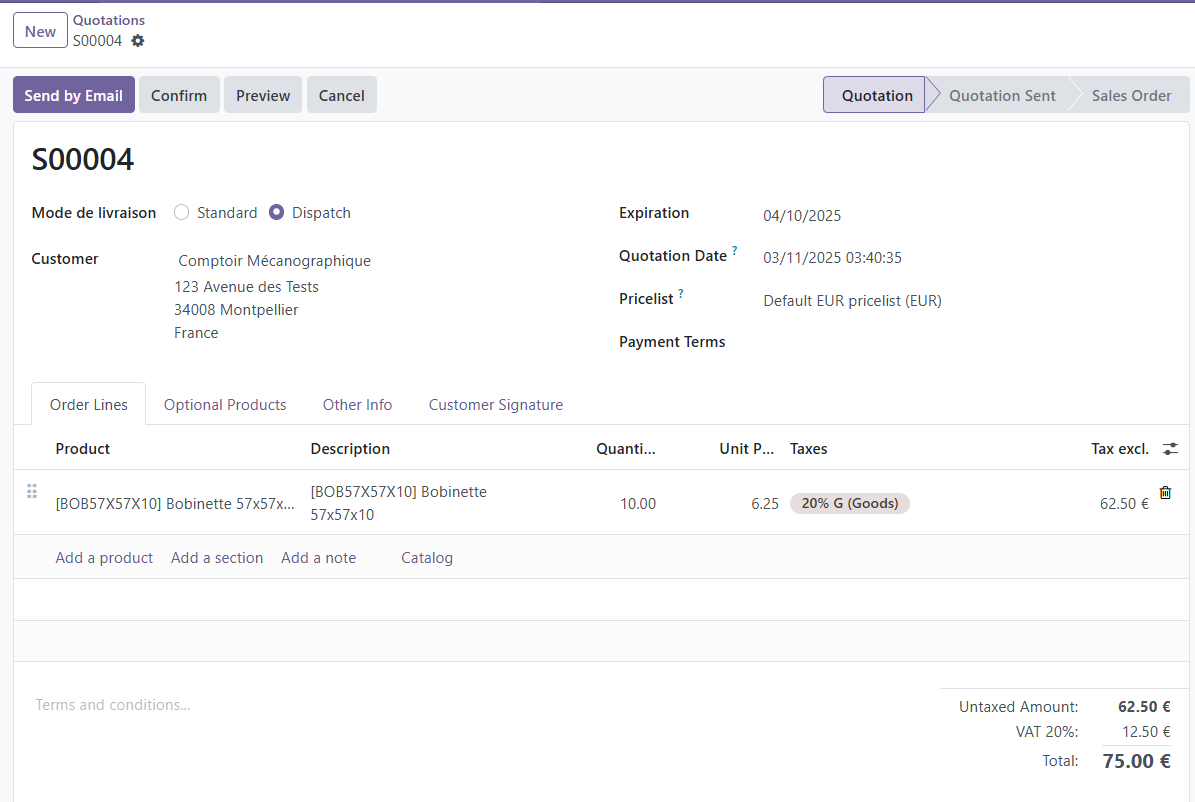 New
Quotations
S00004
Send by Email
Confirm
Preview
Cancel
Quotation
Quotation Sent
Sales Order
S00004
Mode de livraison
Standard
Dispatch
Customer
Comptoir Mécanographique
123 Avenue des Tests
34008 Montpellier
France
Expiration
04/10/2025
Quotation Date ?
03/11/2025 03:40:35
Pricelist ?
Default EUR pricelist (EUR)
Payment Terms
Order Lines
Optional Products
Other Info
Customer Signature
Product
Description
Quanti...
Unit P...
Taxes
Tax excl.
[BOB57X57X10] Bobinette 57x57x...
[BOB57X57X10] Bobinette
57x57x10
10.00
6.25
20% G (Goods)
62.50 €
Add a product
Add a section
Add a note
Catalog
Terms and conditions...
Untaxed Amount: 62.50 €
VAT 20%: 12.50 €
Total: 75.00 €